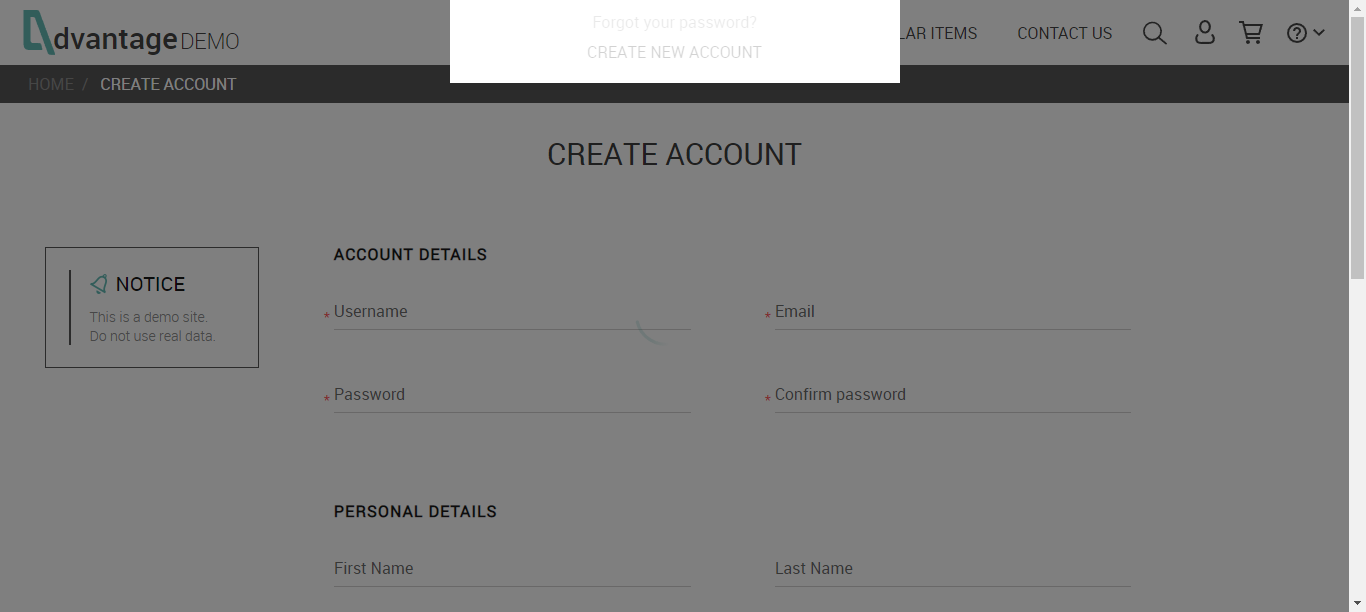 Forgot your password?
CREATE NEW ACCOUNT
dvantage DEMO
LAR ITEMS
CONTACT US
HOME / CREATE ACCOUNT
CREATE ACCOUNT
NOTICE
This is a demo site.
Do not use real data.
ACCOUNT DETAILS
* Username
* Email
* Password
* Confirm password
PERSONAL DETAILS
First Name
Last Name